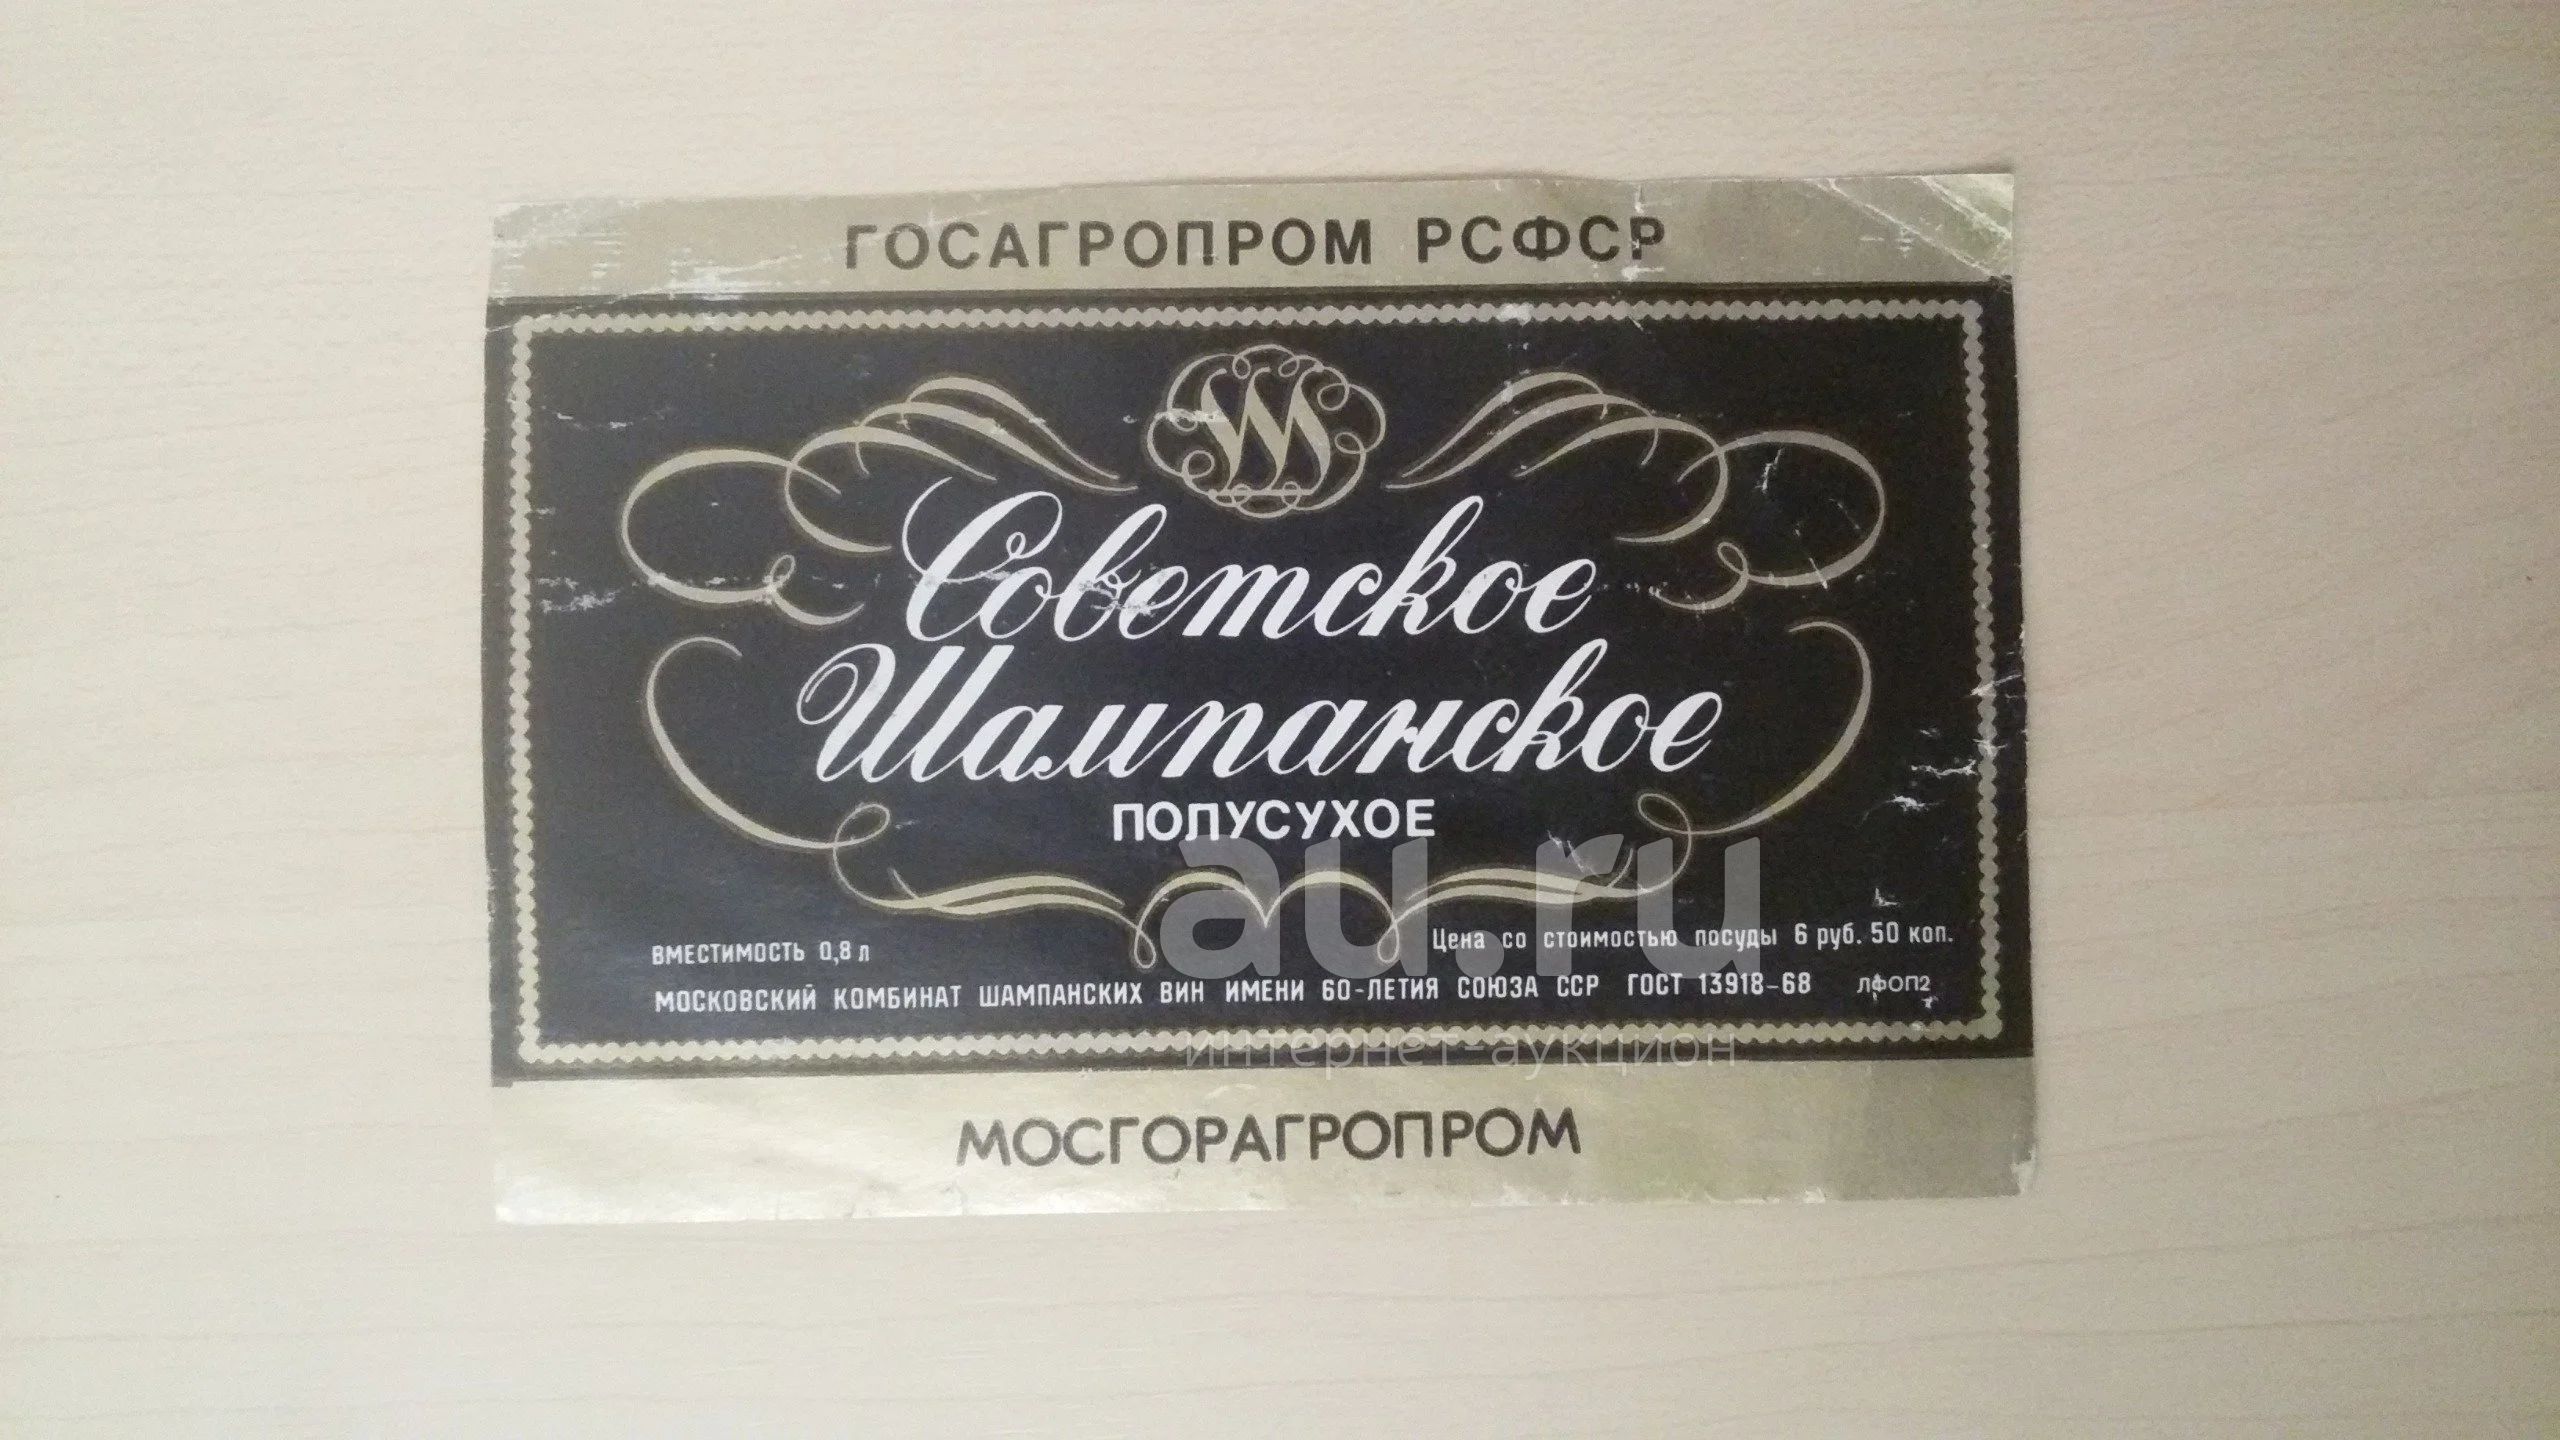 ГОСАГРОПРОМ РСФСР
Советское
Шампанское
ПОЛУСУХОЕ
ВМЕСТИМОСТЬ 0,8 л
Цена со стоимостью посуды 6 руб. 50 коп.
МОСКОВСКИЙ КОМБИНАТ ШАМПАНСКИХ ВИН ИМЕНИ 60-ЛЕТИЯ СОЮЗА ССР ГОСТ 13918-68 ЛФОП2
МОСГОРАГРОПРОМ
au.ru
интернет-аукцион